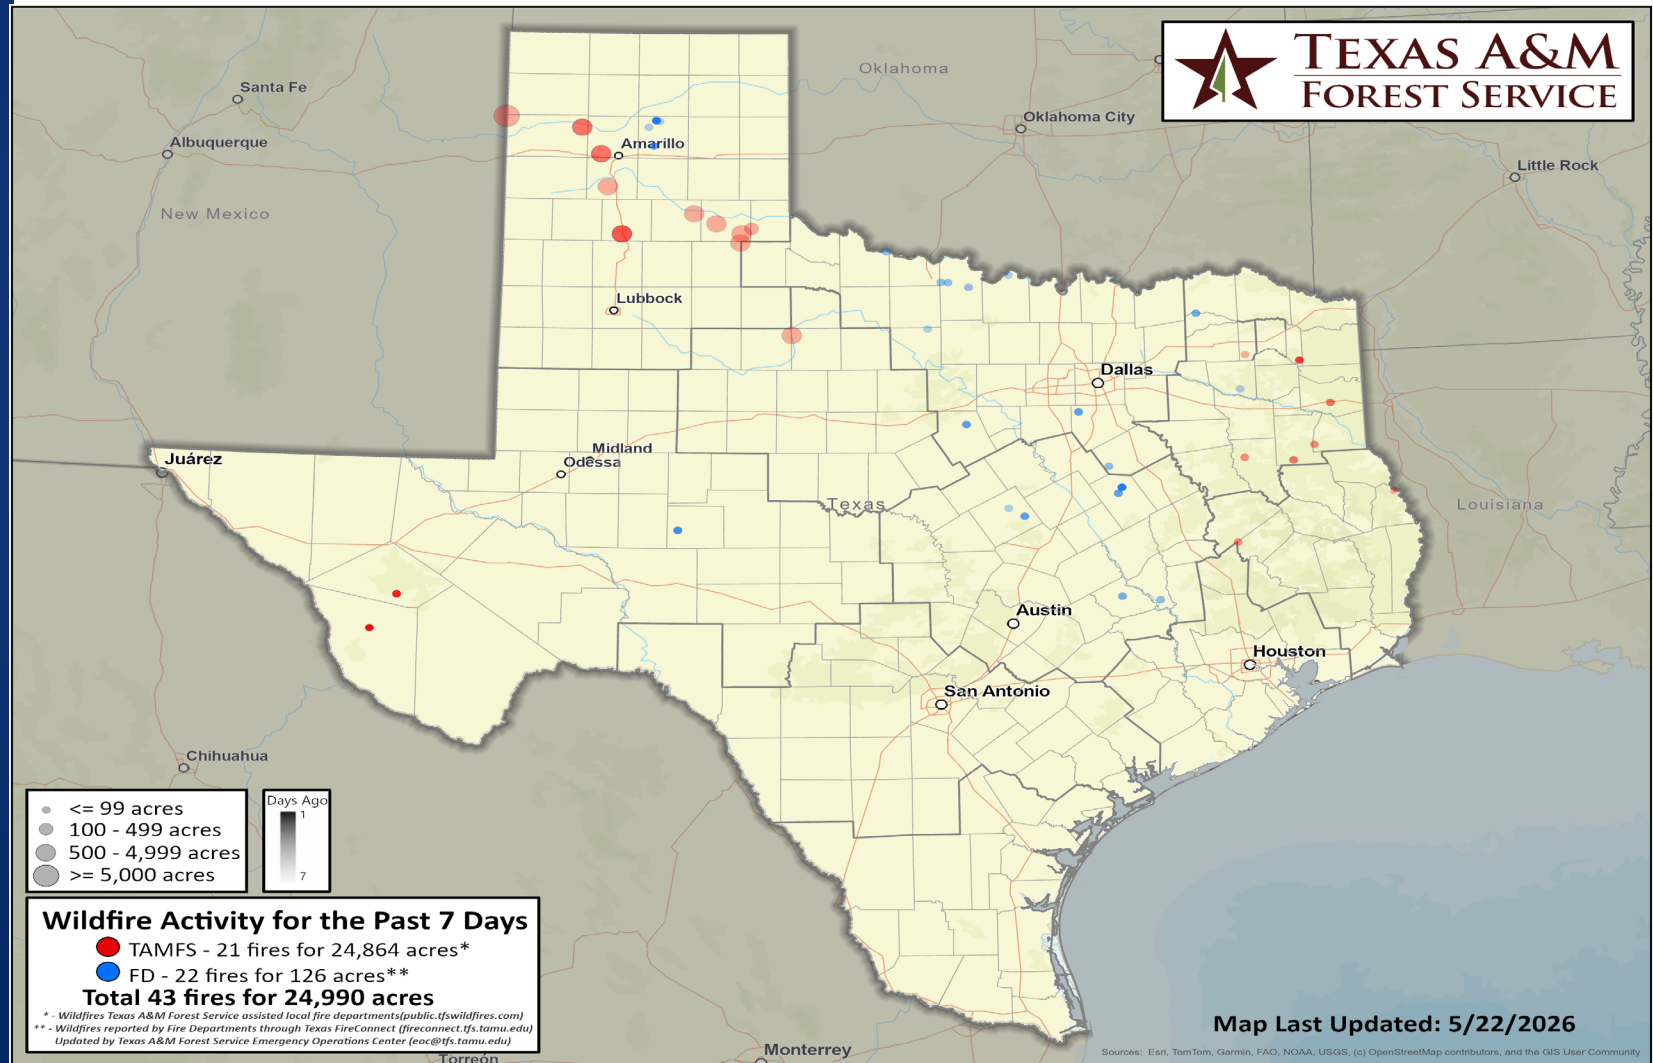 TEXAS A&M
FOREST SERVICE
Oklahoma
Santa Fe
Oklahoma City
Albuquerque
Amarillo
Little Rock
New Mexico
Lubbock
Dallas
Midland
Odessa
Juárez
Texas
Louisiana
Austin
Houston
San Antonio
Chihuahua
<= 99 acres
100 - 499 acres
500 - 4,999 acres
>= 5,000 acres
Days Ago
1
7
Wildfire Activity for the Past 7 Days
TAMFS - 21 fires for 24,864 acres*
FD - 22 fires for 126 acres**
Total 43 fires for 24,990 acres
* - Wildfires Texas A&M Forest Service assisted local fire departments(public.tfswildfires.com)
** - Wildfires reported by Fire Departments through Texas FireConnect (fireconnect.tfs.tamu.edu)
Updated by Texas A&M Forest Service Emergency Operations Center (eoc@tfs.tamu.edu)
Map Last Updated: 5/22/2026
Monterrey
Torreón
Sources: Esri, TomTom, Garmin, FAO, NOAA, USGS, (c) OpenStreetMap contributors, and the GIS User Community